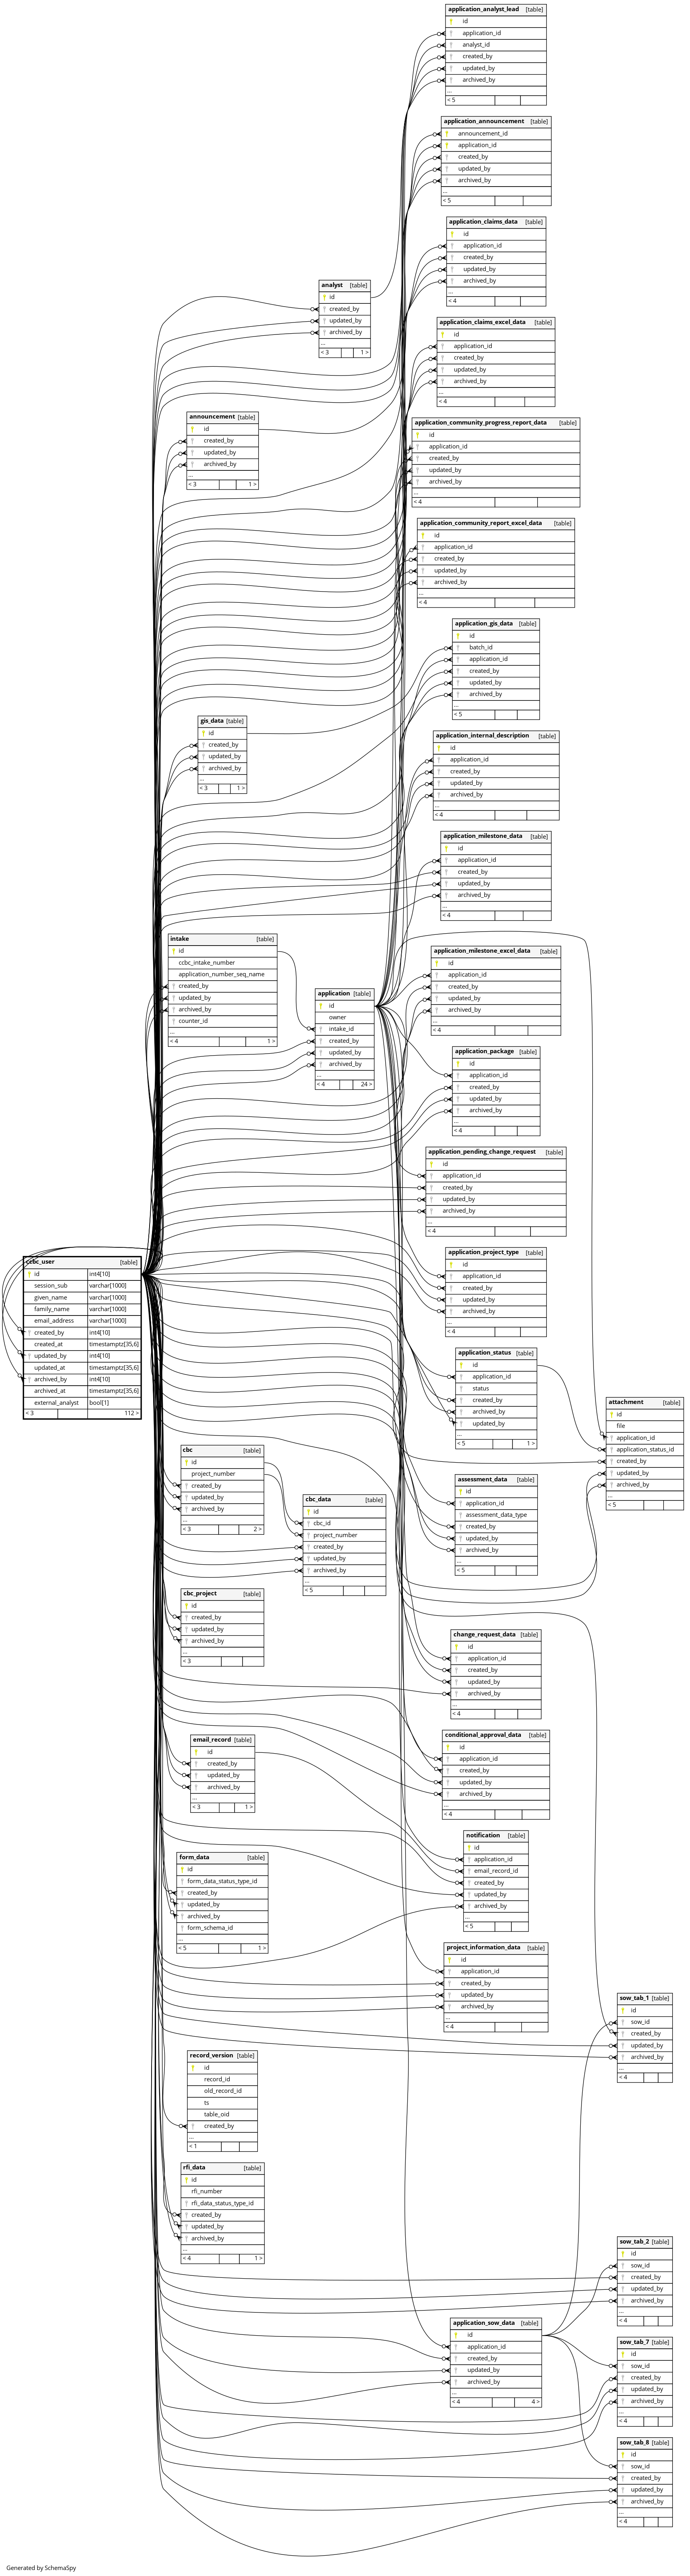 application_analyst_lead [table]
id
application_id
analyst_id
created_by
updated_by
archived_by
...
< 5
application_announcement [table]
announcement_id
application_id
created_by
updated_by
archived_by
...
< 5
application_claims_data [table]
id
application_id
created_by
updated_by
archived_by
...
< 4
analyst [table]
id
created_by
updated_by
archived_by
...
< 3 1 >
application_claims_excel_data [table]
id
application_id
created_by
updated_by
archived_by
...
< 4
announcement [table]
id
created_by
updated_by
archived_by
...
< 3 1 >
application_community_progress_report_data [table]
id
application_id
created_by
updated_by
archived_by
...
< 4
application_community_report_excel_data [table]
id
application_id
created_by
updated_by
archived_by
...
< 4
application_gis_data [table]
id
batch_id
application_id
created_by
updated_by
archived_by
...
< 5
gis_data [table]
id
created_by
updated_by
archived_by
...
< 3 1 >
application_internal_description [table]
id
application_id
created_by
updated_by
archived_by
...
< 4
application_milestone_data [table]
id
application_id
created_by
updated_by
archived_by
...
< 4
intake [table]
id
ccbc_intake_number
application_number_seq_name
created_by
updated_by
archived_by
counter_id
...
< 4 1 >
application [table]
id
owner
intake_id
created_by
updated_by
archived_by
...
< 4 24 >
application_milestone_excel_data [table]
id
application_id
created_by
updated_by
archived_by
...
< 4
application_package [table]
id
application_id
created_by
updated_by
archived_by
...
< 4
application_pending_change_request [table]
id
application_id
created_by
updated_by
archived_by
...
< 4
ccbc_user [table]
id int4[10]
session_sub varchar[1000]
given_name varchar[1000]
family_name varchar[1000]
email_address varchar[1000]
created_by int4[10]
created_at timestamptz[35,6]
updated_by int4[10]
updated_at timestamptz[35,6]
archived_by int4[10]
archived_at timestamptz[35,6]
external_analyst bool[1]
< 3 112 >
application_project_type [table]
id
application_id
created_by
updated_by
archived_by
...
< 4
application_status [table]
id
application_id
status
created_by
archived_by
updated_by
...
< 5 1 >
attachment [table]
id
file
application_id
application_status_id
created_by
updated_by
archived_by
...
< 5
cbc [table]
id
project_number
created_by
updated_by
archived_by
...
< 3 2 >
cbc_data [table]
id
cbc_id
project_number
created_by
updated_by
archived_by
...
< 5
assessment_data [table]
id
application_id
assessment_data_type
created_by
updated_by
archived_by
...
< 5
cbc_project [table]
id
created_by
updated_by
archived_by
...
< 3
change_request_data [table]
id
application_id
created_by
updated_by
archived_by
...
< 4
email_record [table]
id
created_by
updated_by
archived_by
...
< 3 1 >
conditional_approval_data [table]
id
application_id
created_by
updated_by
archived_by
...
< 4
notification [table]
id
application_id
email_record_id
created_by
updated_by
archived_by
...
< 5
form_data [table]
id
form_data_status_type_id
created_by
updated_by
archived_by
form_schema_id
...
< 5 1 >
project_information_data [table]
id
application_id
created_by
updated_by
archived_by
...
< 4
sow_tab_1 [table]
id
sow_id
created_by
updated_by
archived_by
...
< 4
record_version [table]
id
record_id
old_record_id
ts
table_oid
created_by
...
< 1
rfi_data [table]
id
rfi_number
rfi_data_status_type_id
created_by
updated_by
archived_by
...
< 4 1 >
sow_tab_2 [table]
id
sow_id
created_by
updated_by
archived_by
...
< 4
application_sow_data [table]
id
application_id
created_by
updated_by
archived_by
...
< 4 4 >
sow_tab_7 [table]
id
sow_id
created_by
updated_by
archived_by
...
< 4
sow_tab_8 [table]
id
sow_id
created_by
updated_by
archived_by
...
< 4
Generated by SchemaSpy